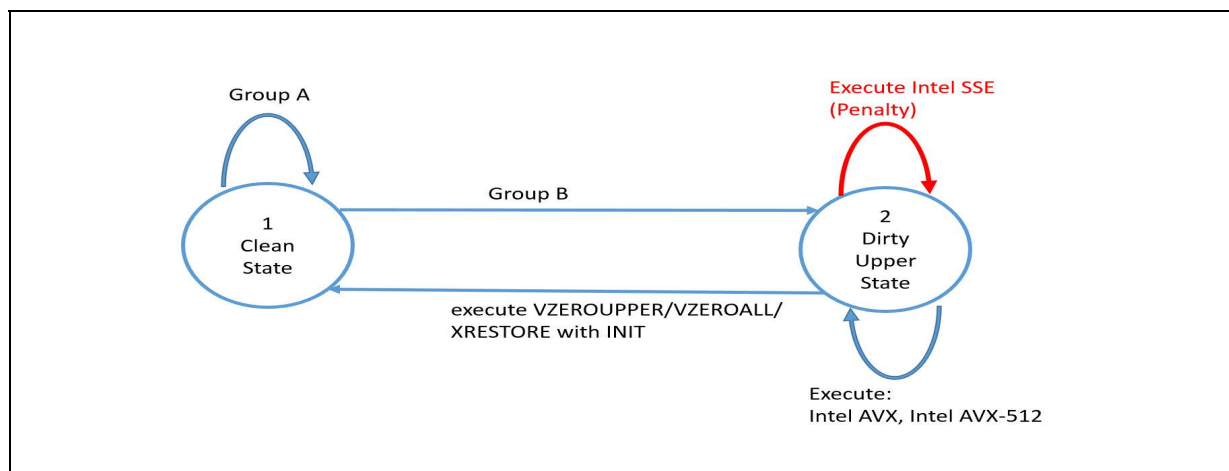 Group A
Execute Intel SSE
(Penalty)
Group B
1
Clean
State
2
Dirty
Upper
State
execute VZEROUPPER/VZEROALL/
XRESTORE with INIT
Execute:
Intel AVX, Intel AVX-512